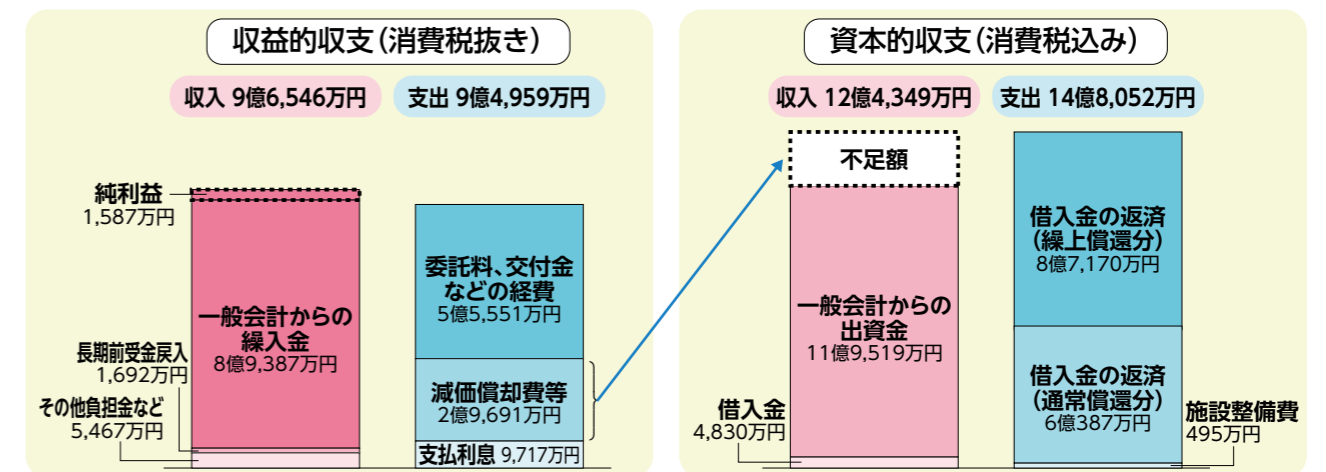 収益的収支（消費税抜き）
収入 9億6,546万円
支出 9億4,959万円
純利益
1,587万円
一般会計からの
繰入金
8億9,387万円
長期前受金戻入
1,692万円
その他負担金など
5,467万円
委託料、交付金
などの経費
5億5,551万円
減価償却費等
2億9,691万円
支払利息 9,717万円
資本的収支（消費税込み）
収入 12億4,349万円
支出 14億8,052万円
不足額
一般会計からの
出資金
11億9,519万円
借入金
4,830万円
借入金の返済
（繰上償還分）
8億7,170万円
借入金の返済
（通常償還分）
6億387万円
施設整備費
495万円